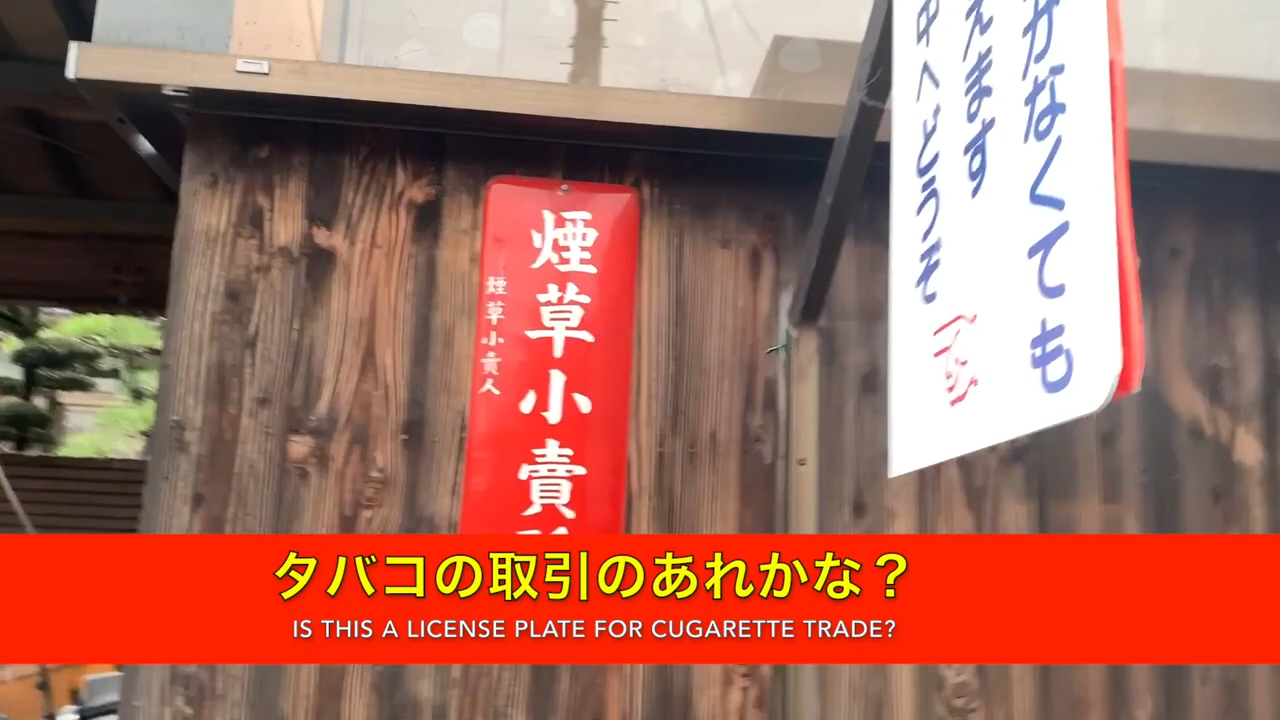 かなくても
えます
中へどうぞ
煙草小賣
煙草小賣人
タバコの取引のあれかな？
IS THIS A LICENSE PLATE FOR CUGARETTE TRADE?